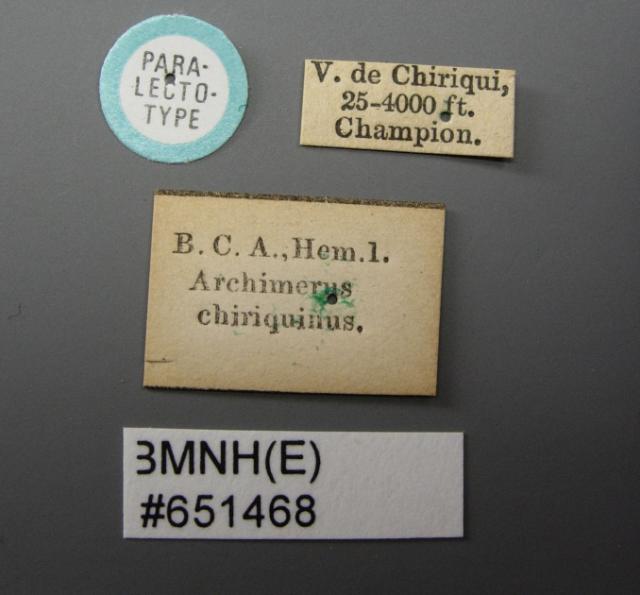 PARA-
LECTO-
TYPE
V. de Chiriqui,
25-4000 ft.
Champion.
B. C. A., Hem. 1.
Archimerus
chiriquinus.
BMNH(E)
#651468